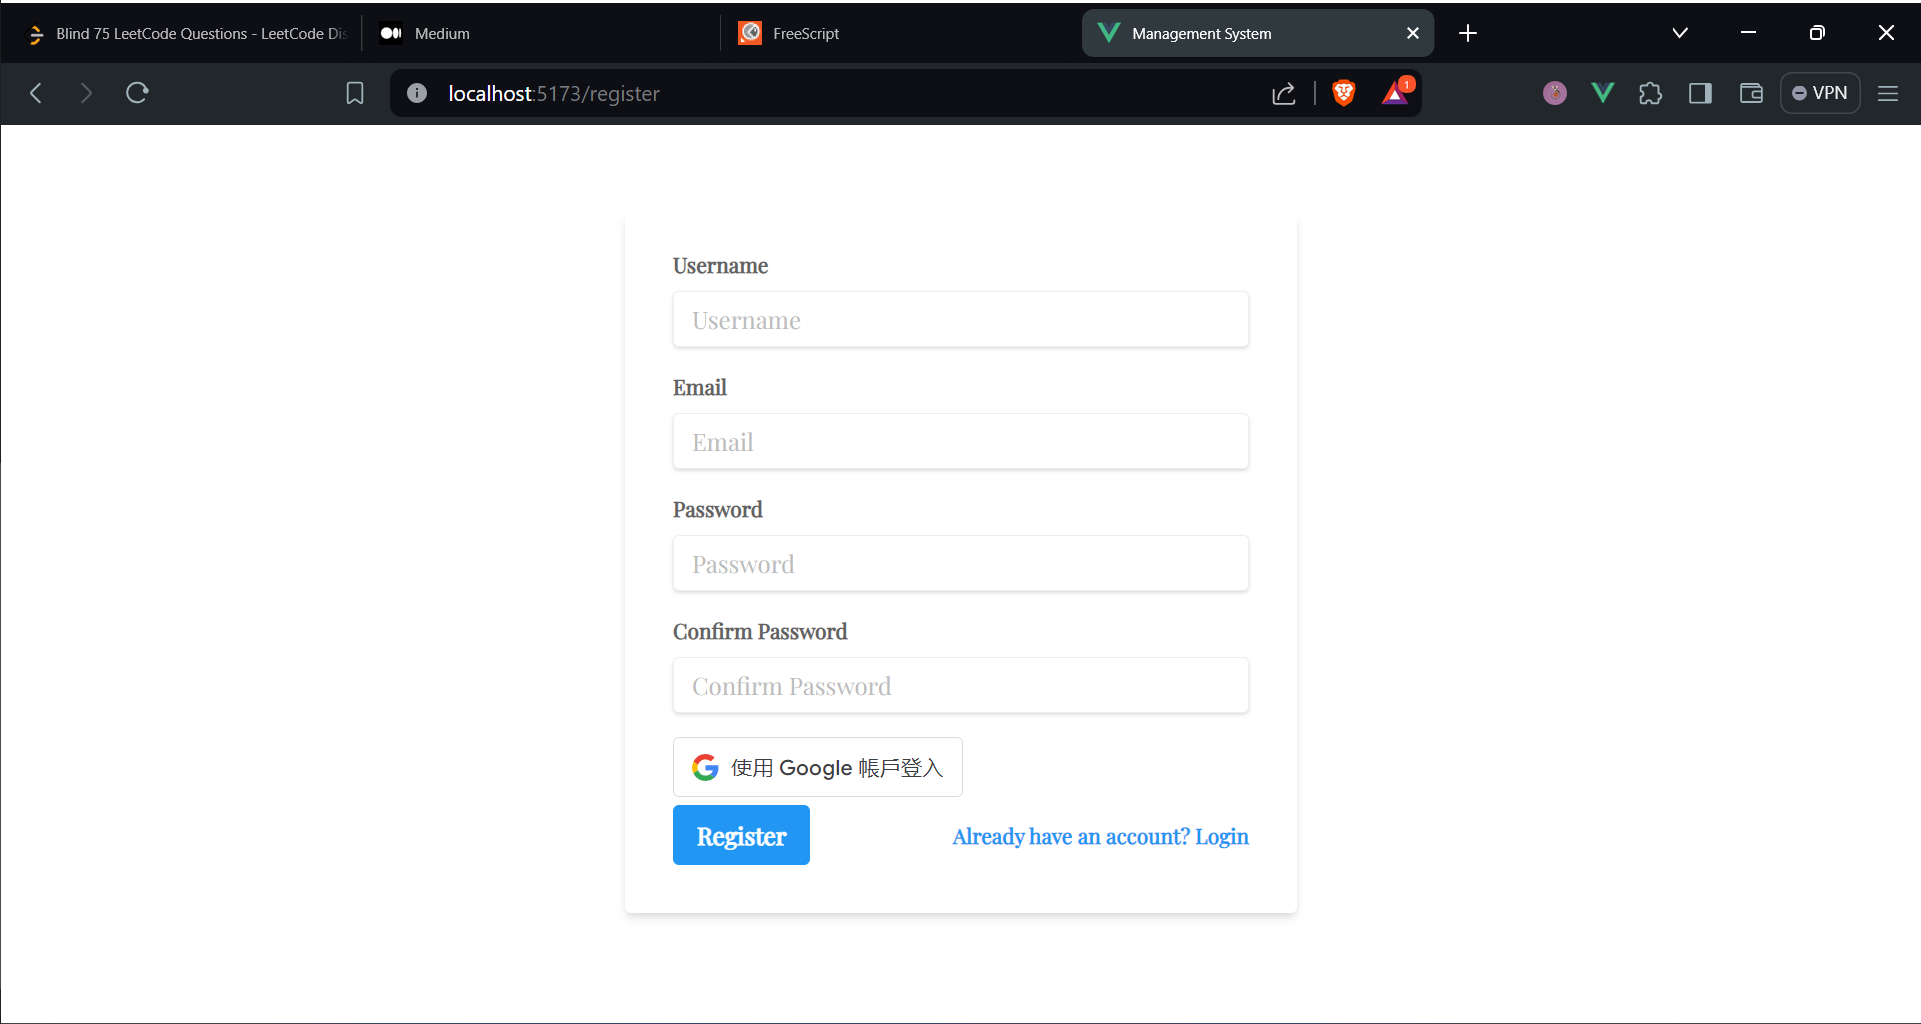 Blind 75 LeetCode Questions - LeetCode Dis
Medium
FreeScript
Management System
localhost:5173/register
1
VPN
Username
Username
Email
Email
Password
Password
Confirm Password
Confirm Password
使用 Google 帳戶登入
Register
Already have an account? Login